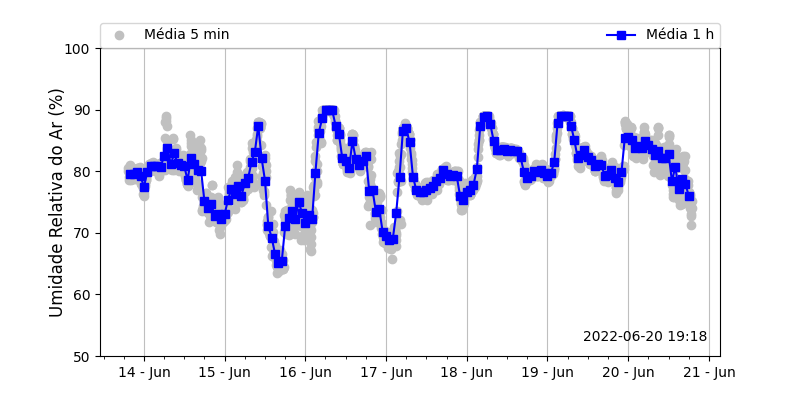 Média 5 min Média 1 h
Umidade Relativa do Ar (%)
100
90
80
70
60
50
2022-06-20 19:18
14 - Jun 15 - Jun 16 - Jun 17 - Jun 18 - Jun 19 - Jun 20 - Jun 21 - Jun